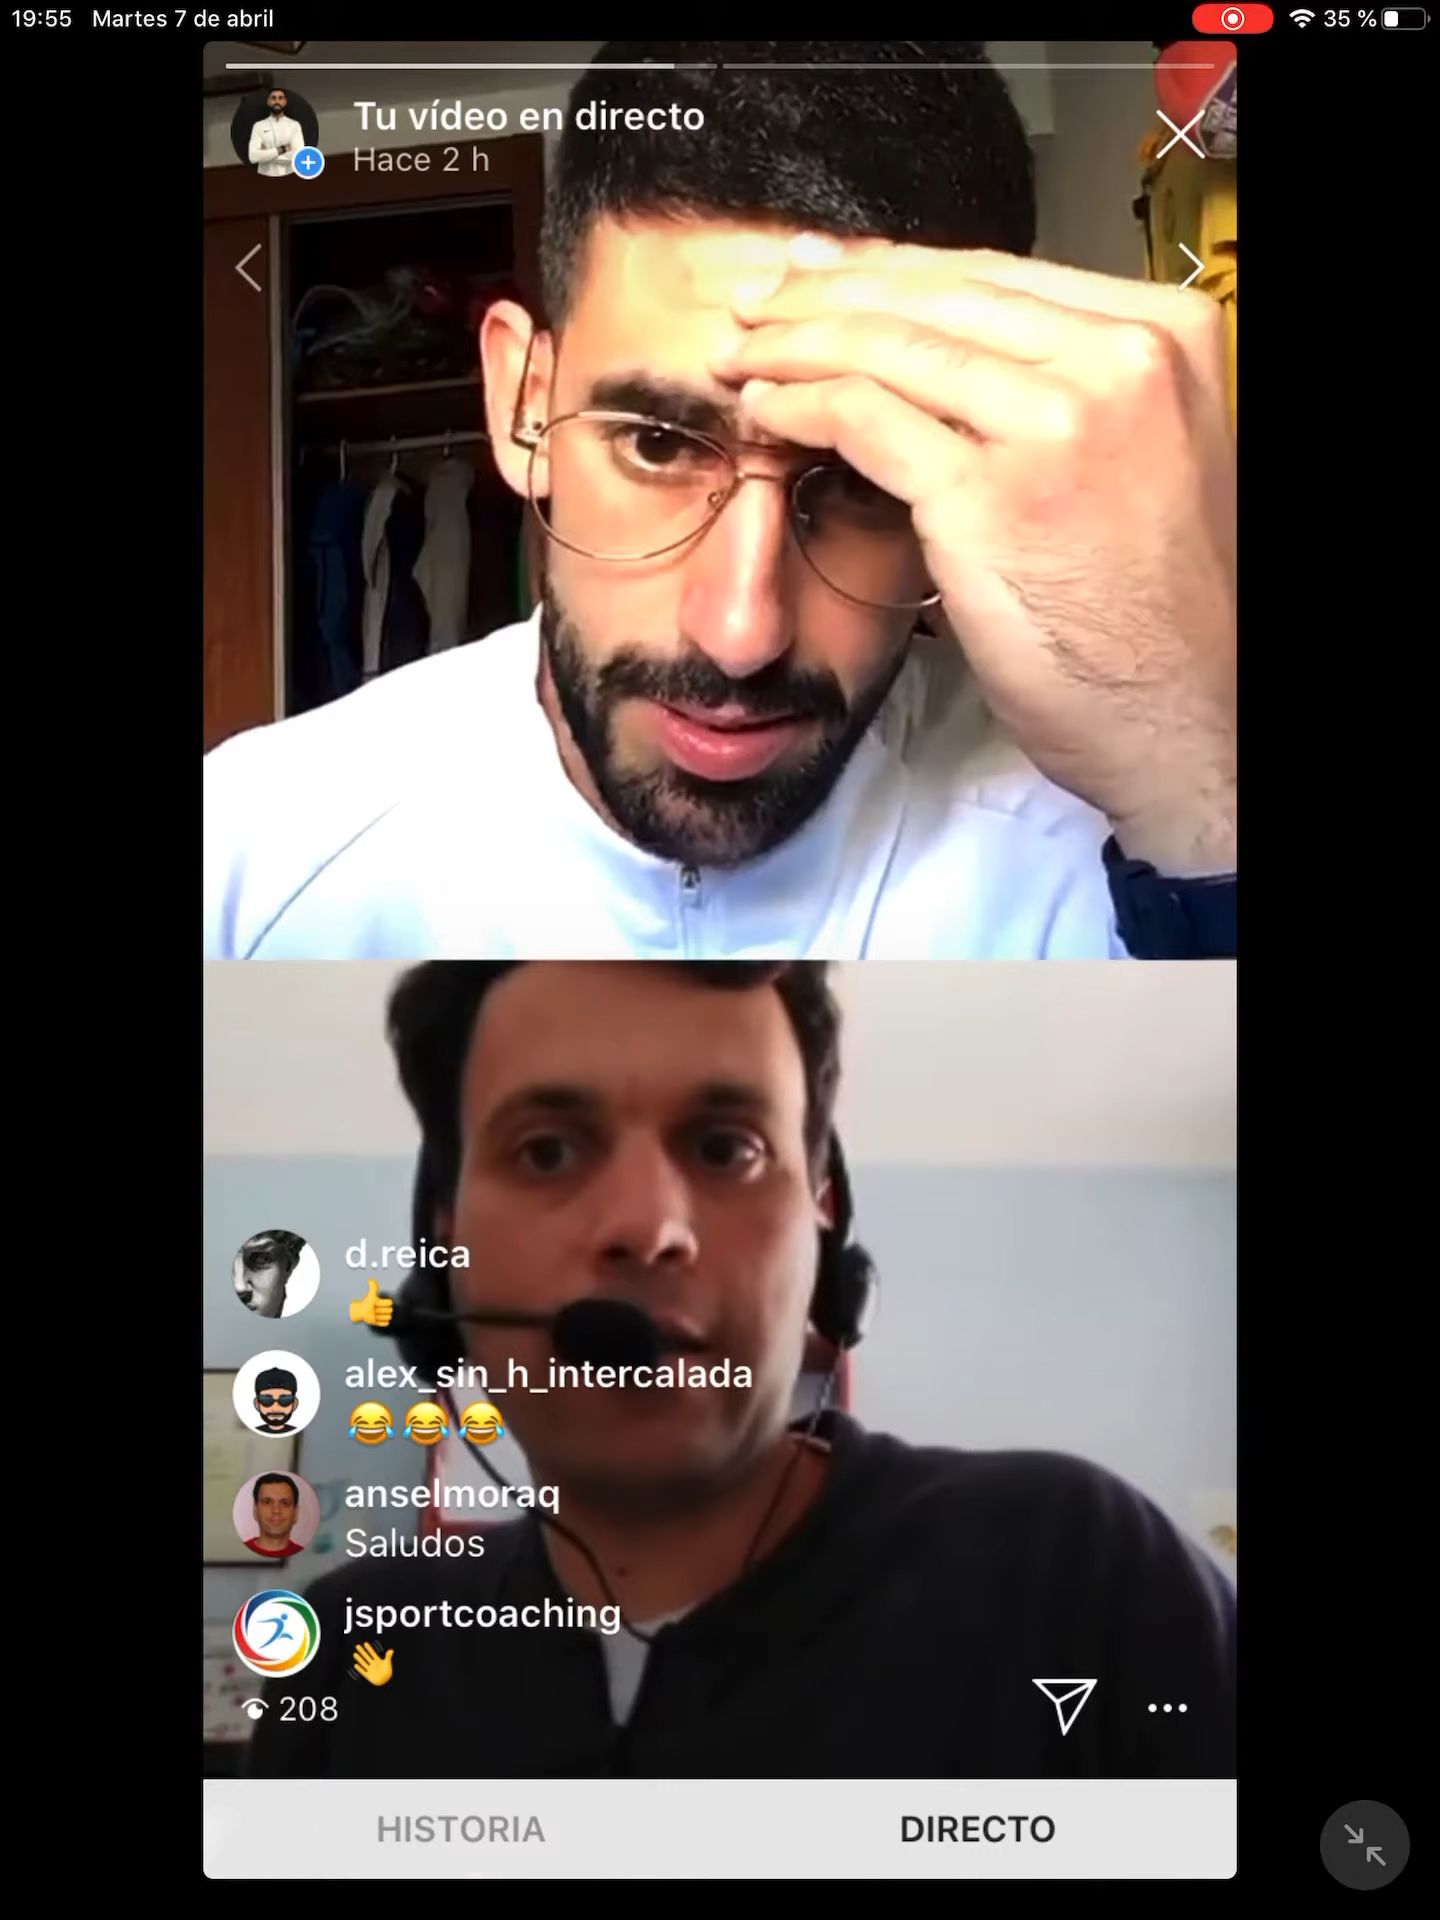 19:55 Martes 7 de abril
35 %
Tu vídeo en directo
Hace 2 h
d.reica
👍
alex_sin_h_intercalada
😂😂😂
anselmoraq
Saludos
jsportcoaching
👋
208
HISTORIA
DIRECTO